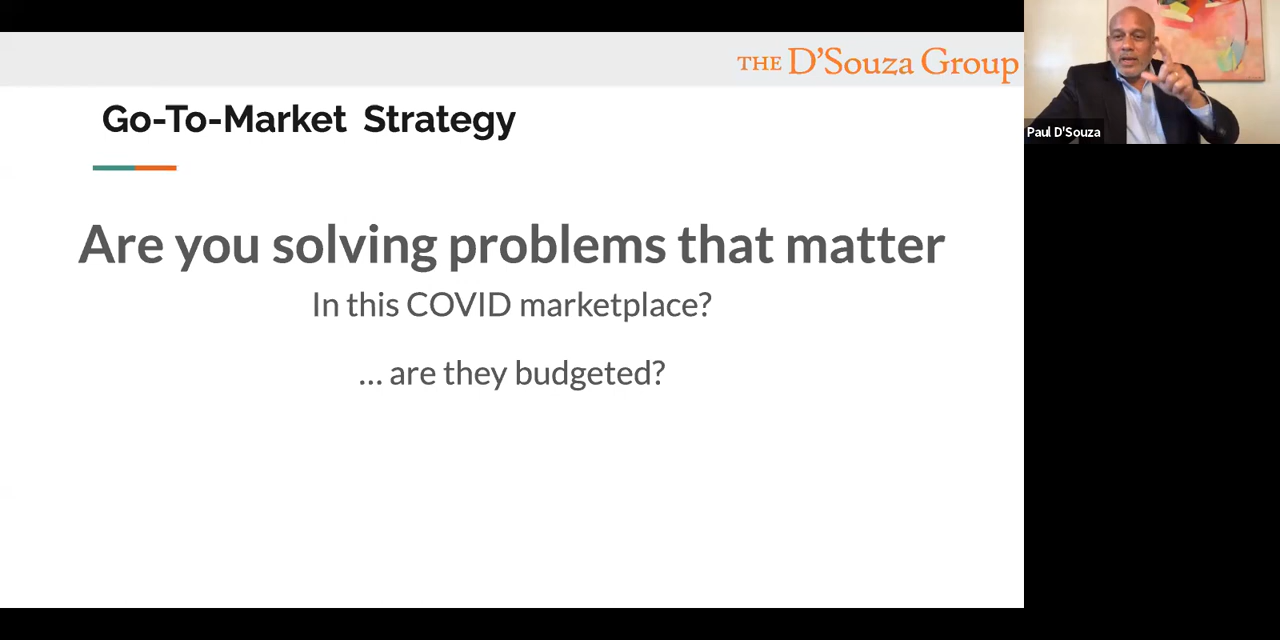 THE D'Souza Group
Go-To-Market Strategy
Are you solving problems that matter
In this COVID marketplace?
... are they budgeted?
Paul D'Souza